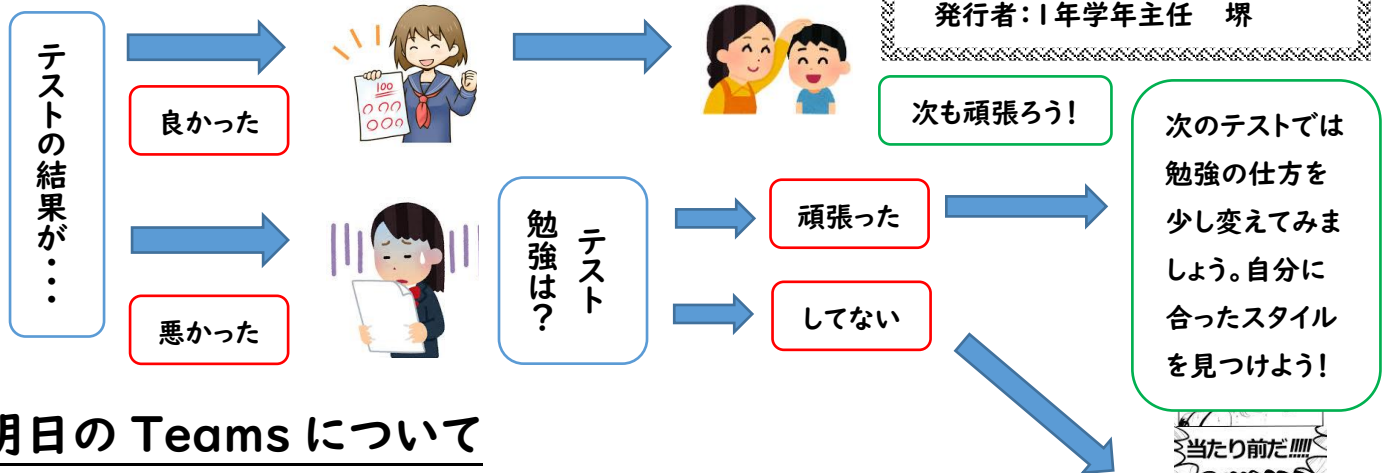 発行者：１年学年主任　堺
テストの結果が・・・
良かった
100
次も頑張ろう！
悪かった
テスト
勉強は？
頑張った
してない
次のテストでは
勉強の仕方を
少し変えてみま
しょう。自分に
合ったスタイル
を見つけよう！
当たり前だ!!!!!
明日の Teams について